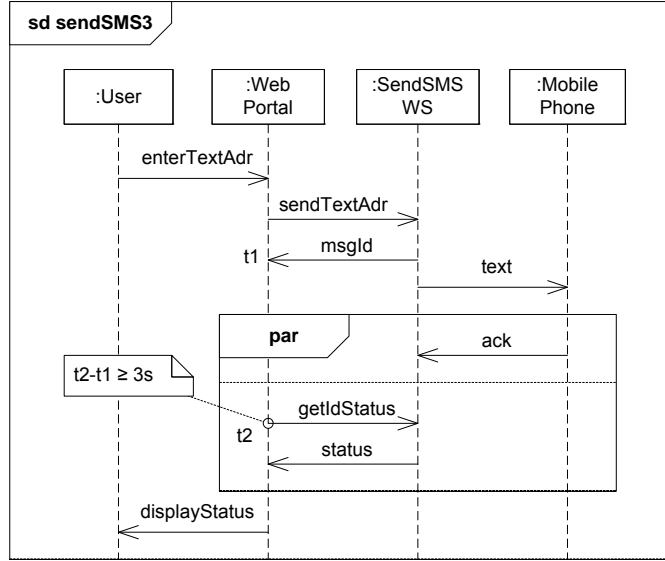 sd sendSMS3
:User
:Web
Portal
:SendSMS
WS
:Mobile
Phone
enterTextAdr
sendTextAdr
t1
msgId
text
par
ack
t2-t1 ≥ 3s
getIdStatus
t2
status
displayStatus